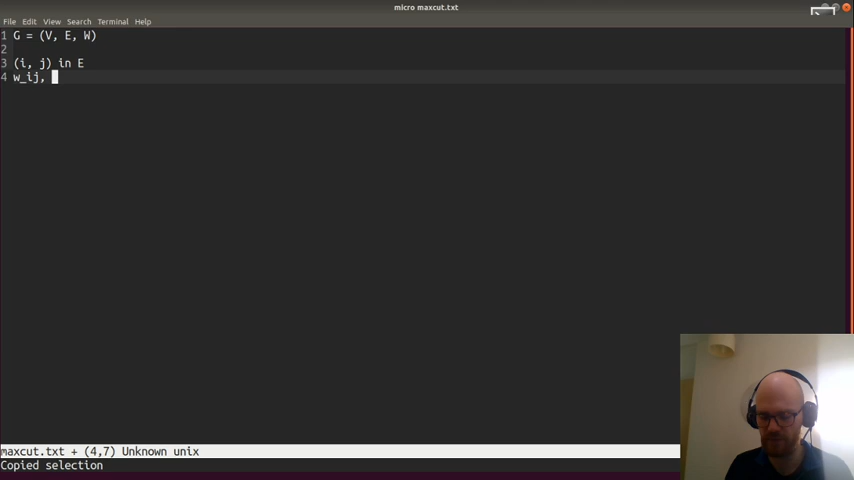 micro maxcut.txt
File Edit View Search Terminal Help
1 G = (V, E, W)
2
3 (i, j) in E
4 w_ij,
maxcut.txt + (4,7) Unknown unix
Copied selection